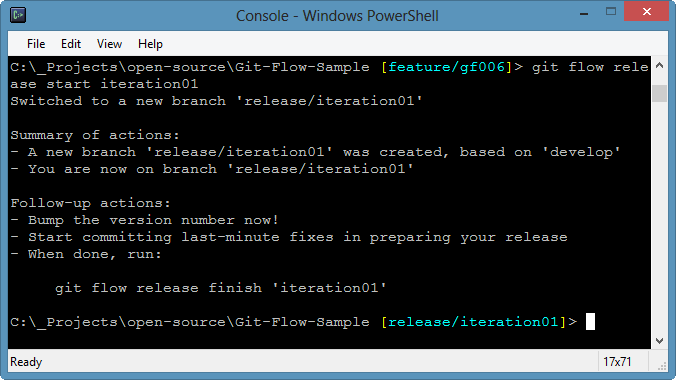 Console - Windows PowerShell
File Edit View Help
C:\_Projects\open-source\Git-Flow-Sample [feature/gf006]> git flow rele
ase start iteration01
Switched to a new branch 'release/iteration01'
Summary of actions:
- A new branch 'release/iteration01' was created, based on 'develop'
- You are now on branch 'release/iteration01'
Follow-up actions:
- Bump the version number now!
- Start committing last-minute fixes in preparing your release
- When done, run:
git flow release finish 'iteration01'
C:\_Projects\open-source\Git-Flow-Sample [release/iteration01]>
Ready 17x71